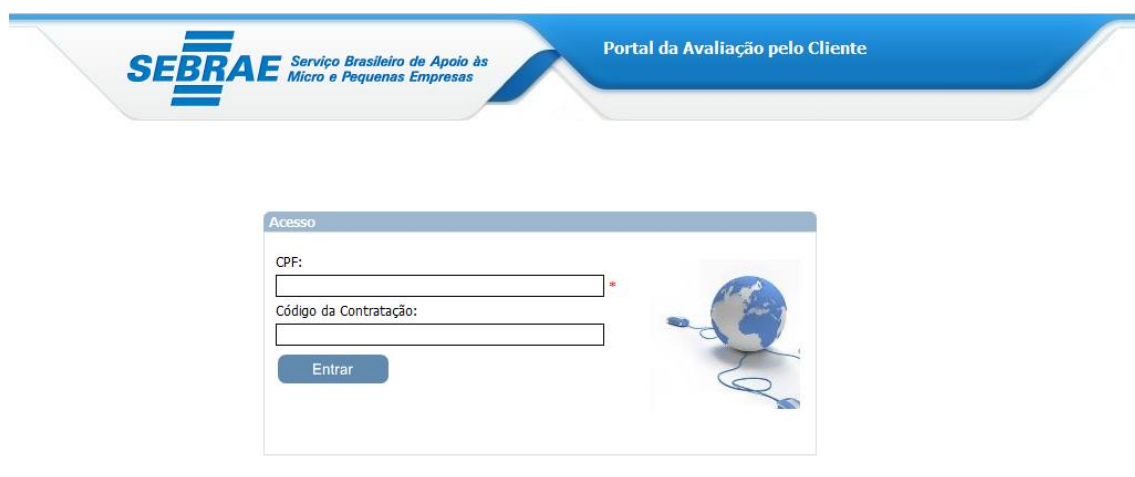 SEBRAE
Serviço Brasileiro de Apoio às
Micro e Pequenas Empresas
Portal da Avaliação pelo Cliente
Acesso
CPF:
*
Código da Contratação:
Entrar